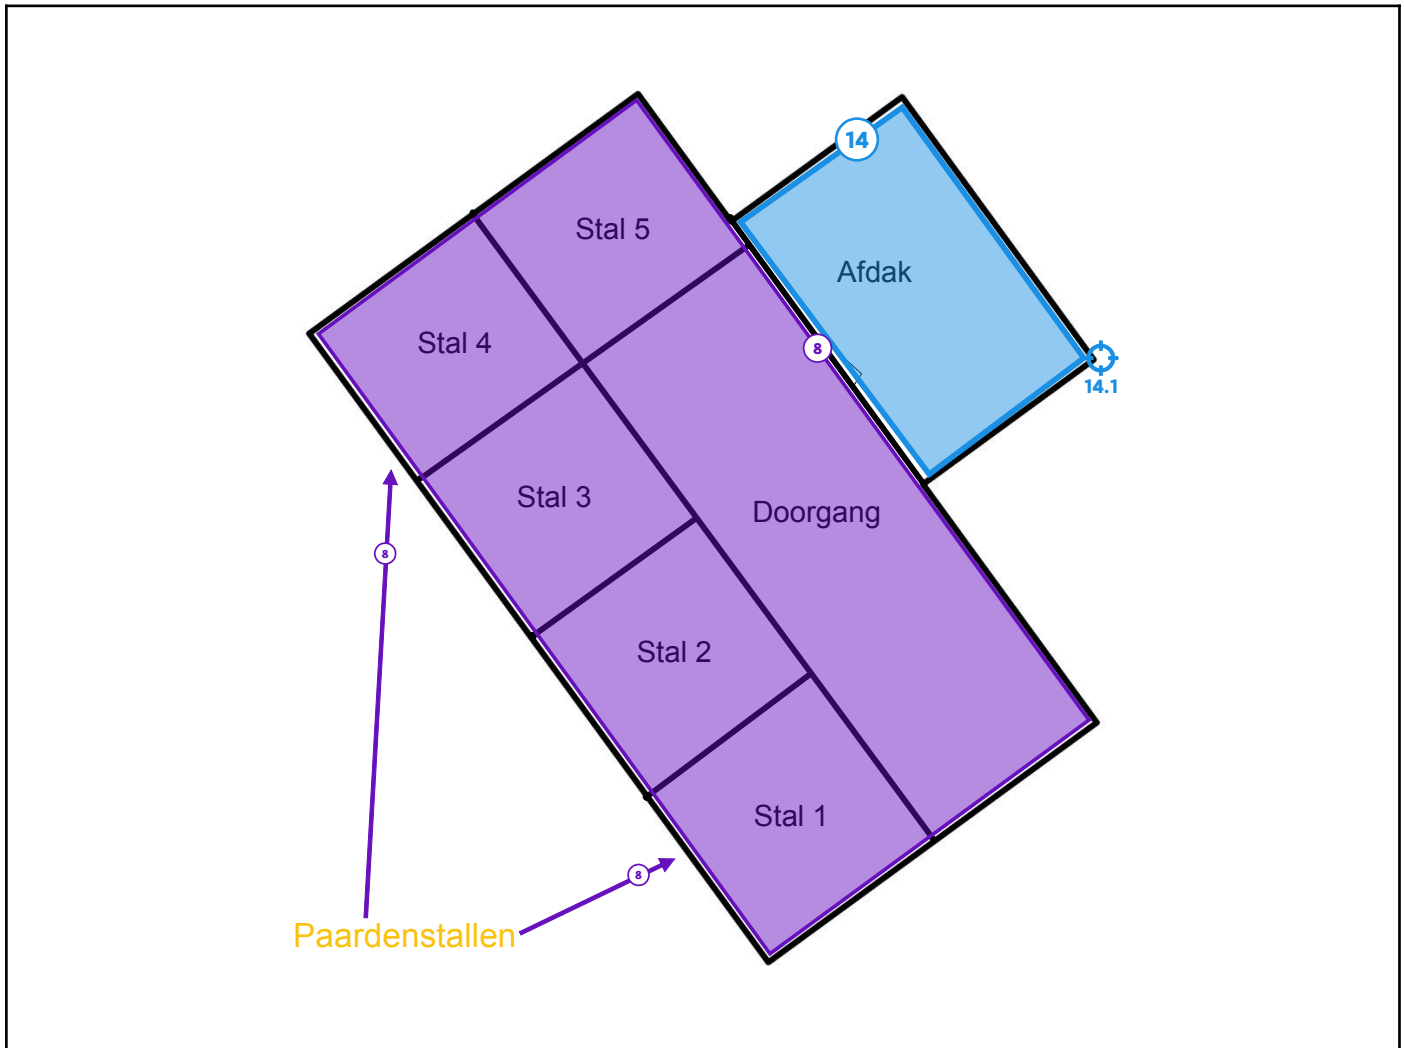 14
Stal 5
Afdak
Stal 4
8
14.1
Stal 3
Doorgang
8
Stal 2
Stal 1
8
Paardenstallen